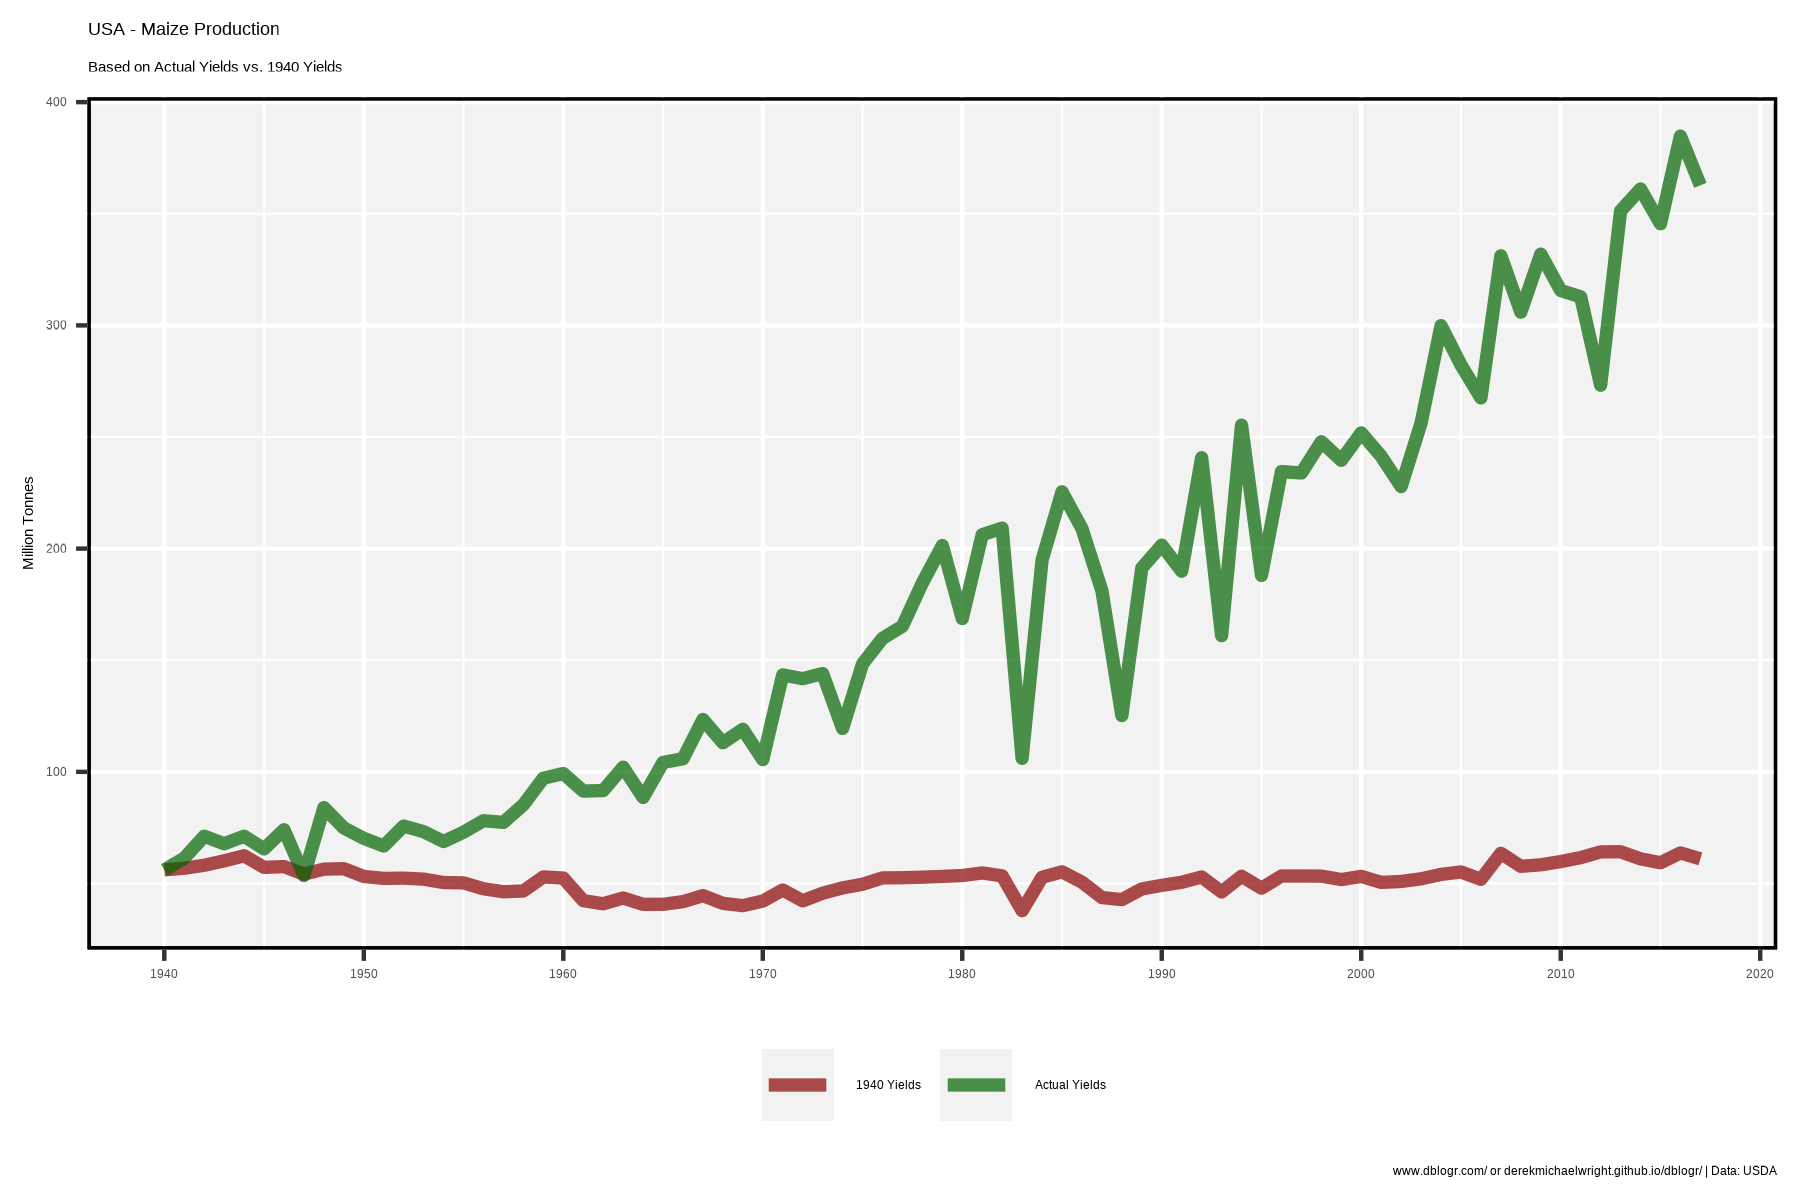 USA - Maize Production
Based on Actual Yields vs. 1940 Yields
400
300
200
100
Million Tonnes
1940 1950 1960 1970 1980 1990 2000 2010 2020
1940 Yields Actual Yields
www.dblogr.com/ or derekmichaelwright.github.io/dblogr/ | Data: USDA